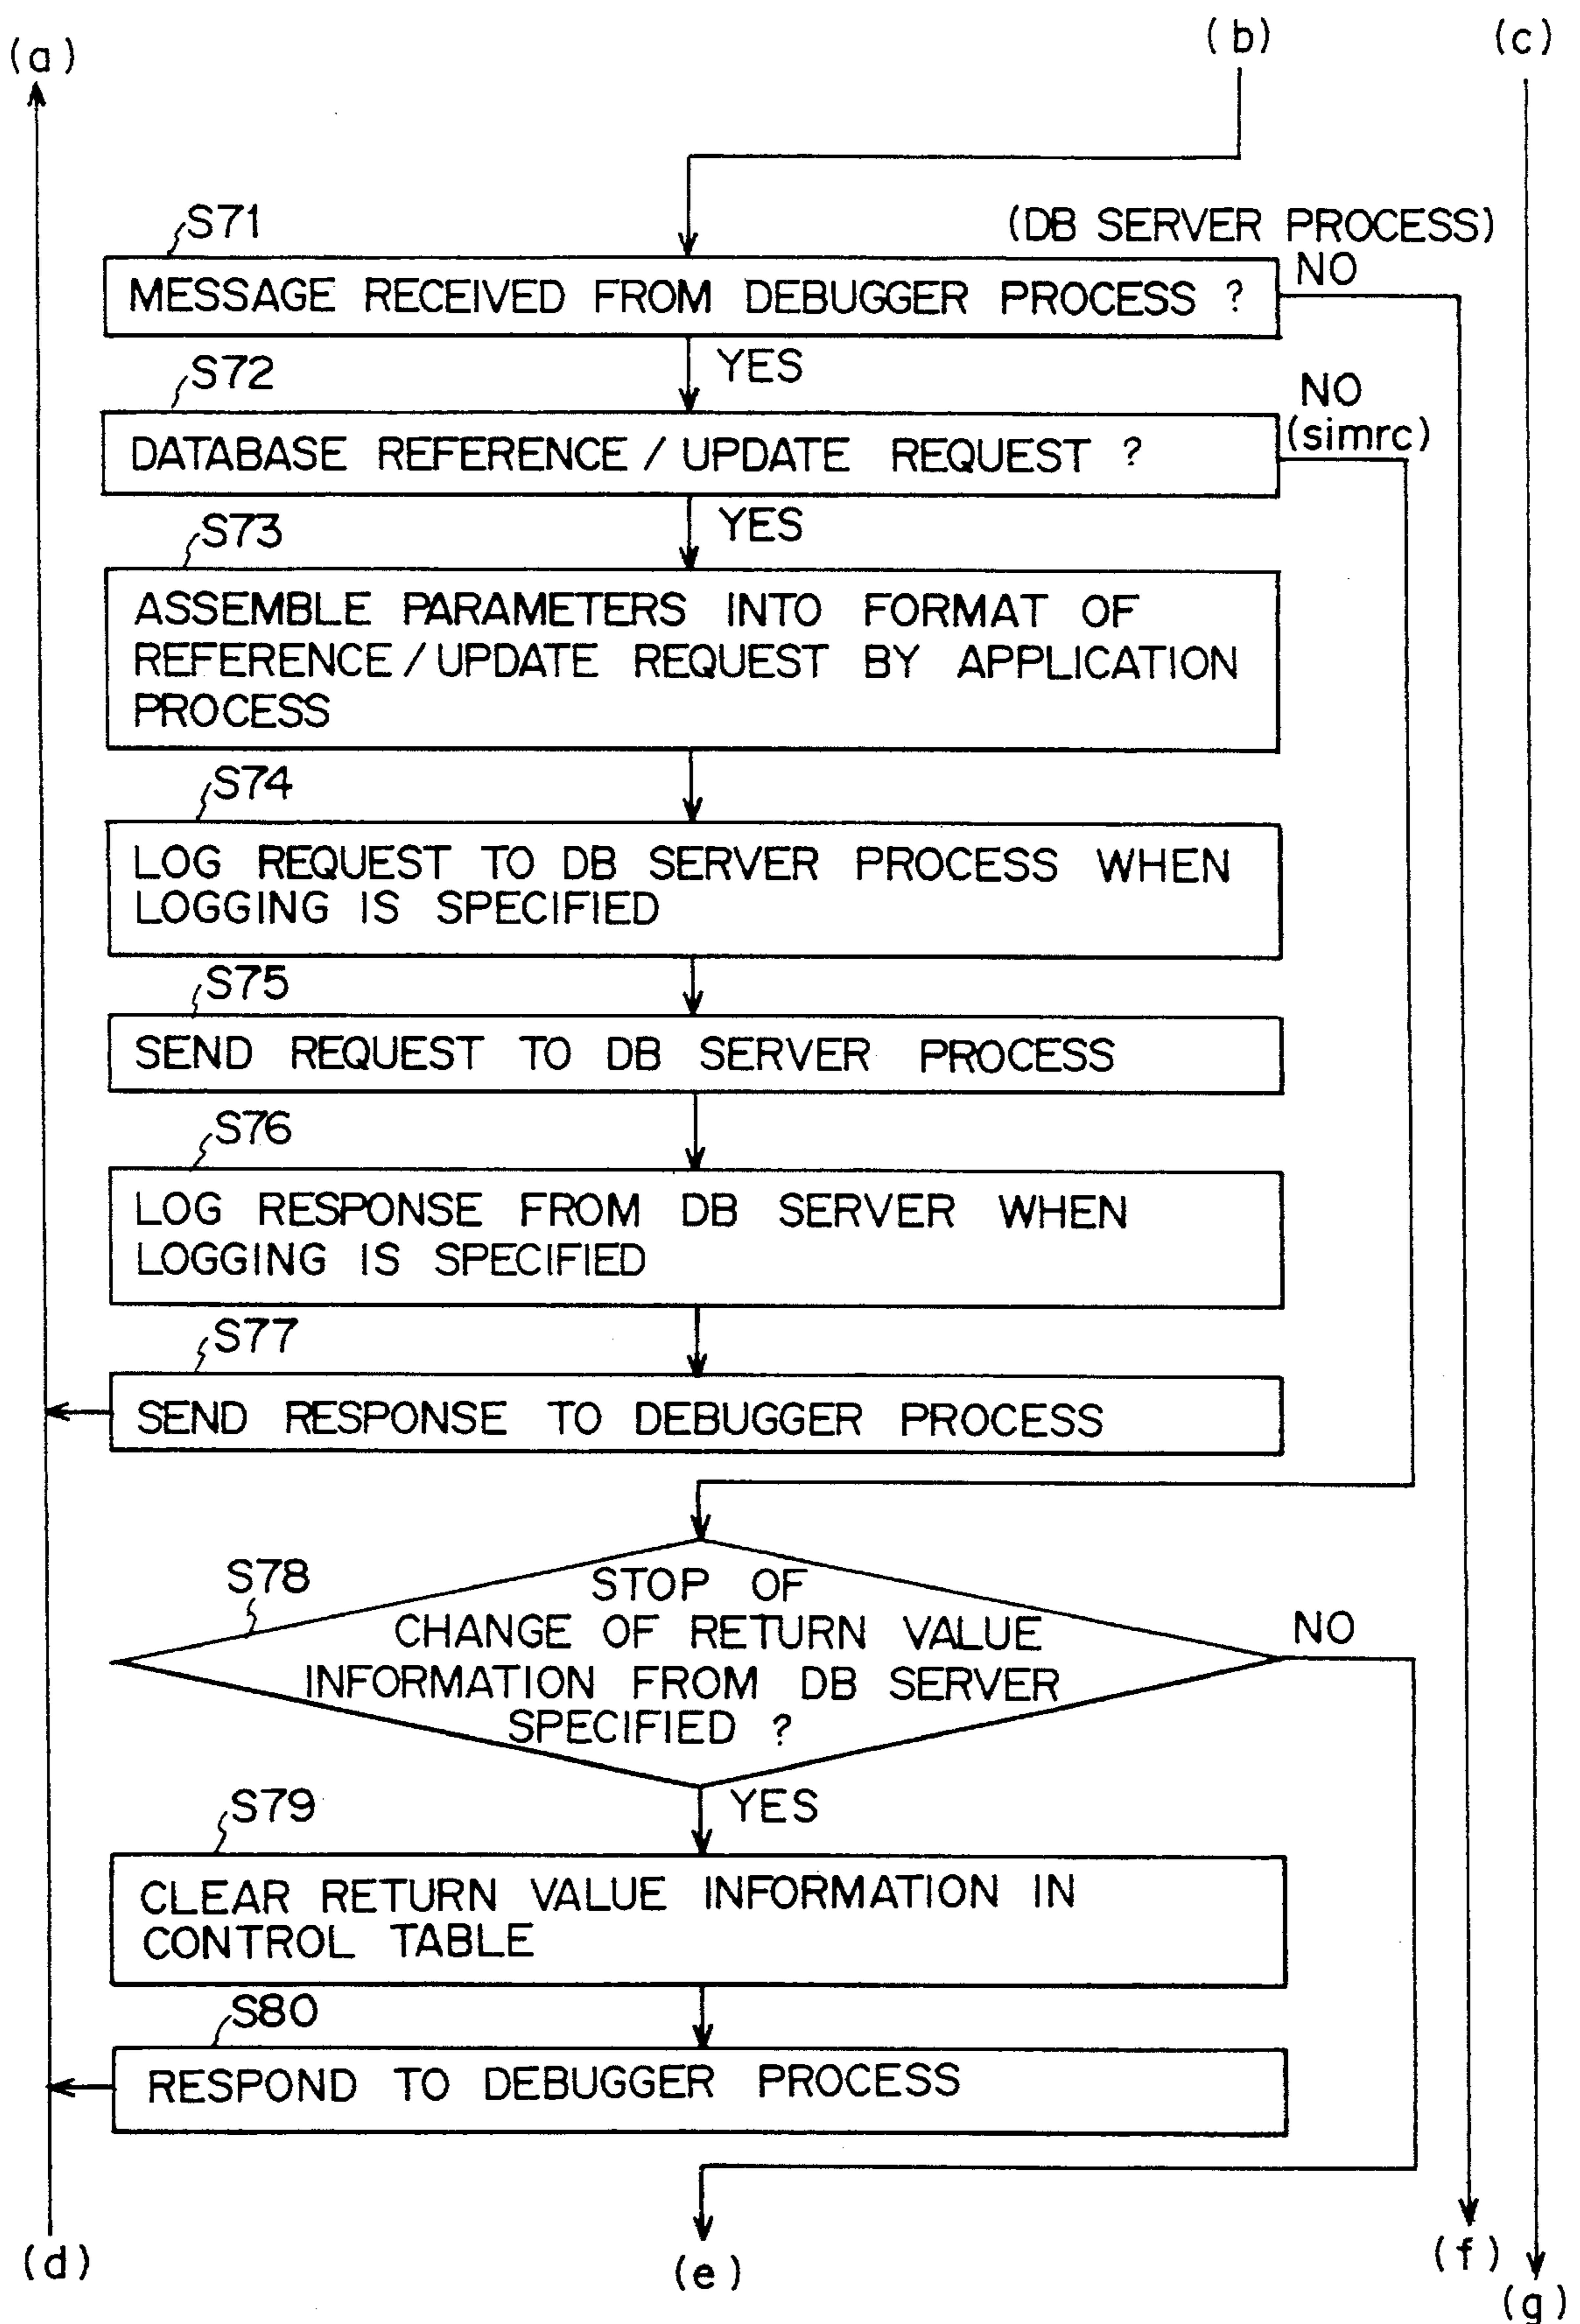 (a)
(b)
(c)
S71
(DB SERVER PROCESS)
MESSAGE RECEIVED FROM DEBUGGER PROCESS ?
NO
YES
S72
NO
(simrc)
DATABASE REFERENCE / UPDATE REQUEST ?
YES
S73
ASSEMBLE PARAMETERS INTO FORMAT OF
REFERENCE / UPDATE REQUEST BY APPLICATION
PROCESS
S74
LOG REQUEST TO DB SERVER PROCESS WHEN
LOGGING IS SPECIFIED
S75
SEND REQUEST TO DB SERVER PROCESS
S76
LOG RESPONSE FROM DB SERVER WHEN
LOGGING IS SPECIFIED
S77
SEND RESPONSE TO DEBUGGER PROCESS
S78
STOP OF
CHANGE OF RETURN VALUE
INFORMATION FROM DB SERVER
SPECIFIED ?
NO
YES
S79
CLEAR RETURN VALUE INFORMATION IN
CONTROL TABLE
S80
RESPOND TO DEBUGGER PROCESS
(d)
(e)
(f)
(g)